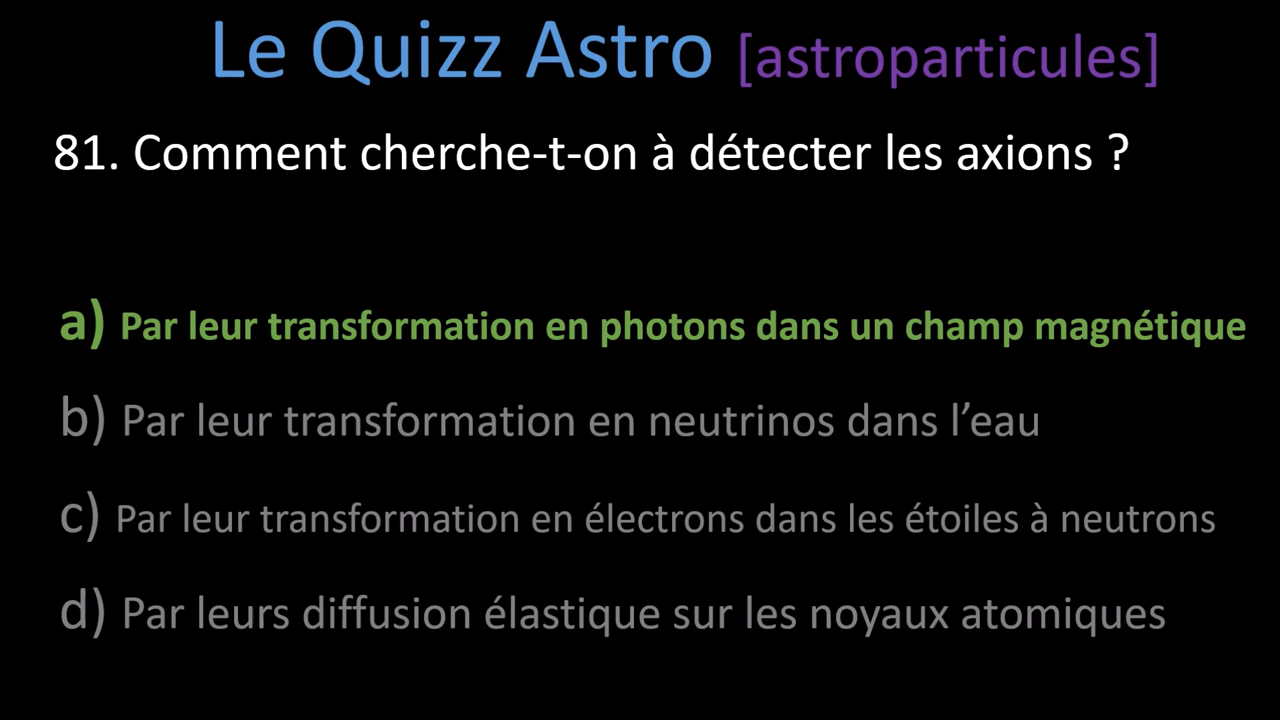 Le Quizz Astro [astroparticules]
81. Comment cherche-t-on à détecter les axions ?
a) Par leur transformation en photons dans un champ magnétique
b) Par leur transformation en neutrinos dans l’eau
c) Par leur transformation en électrons dans les étoiles à neutrons
d) Par leurs diffusion élastique sur les noyaux atomiques